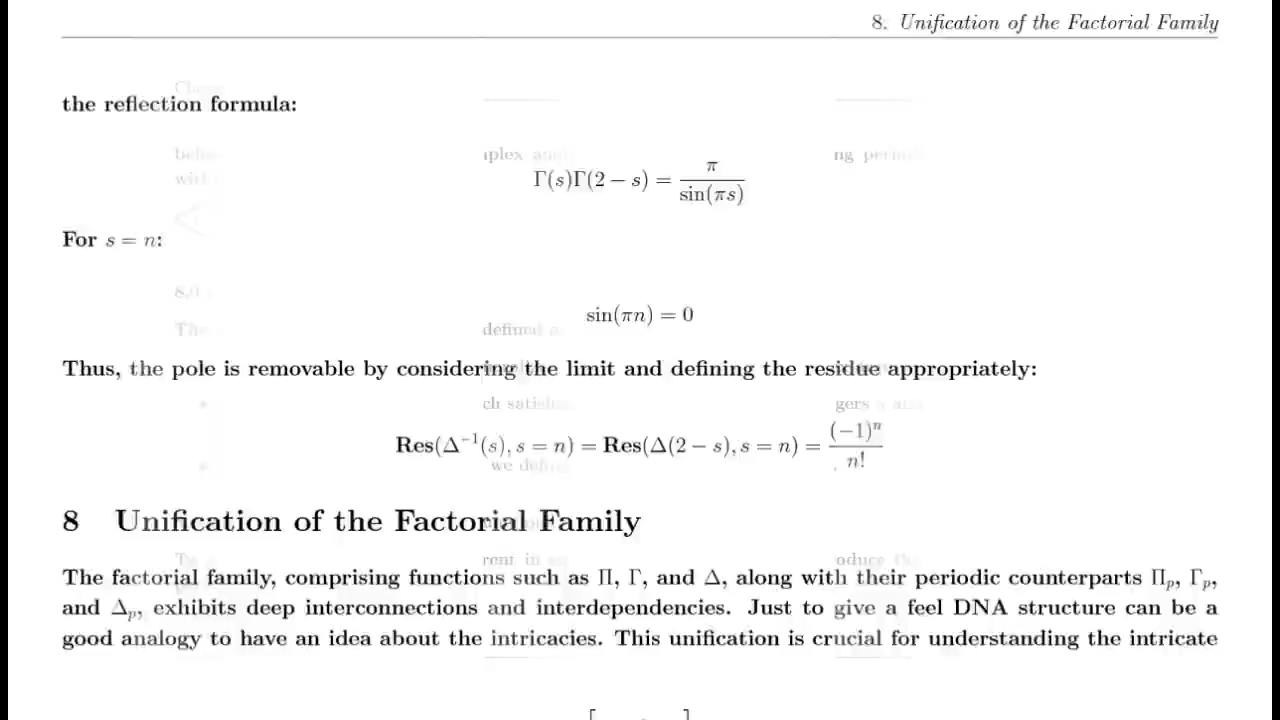 8. Unification of the Factorial Family
the reflection formula:
Γ(s)Γ(2 − s) = π / sin(πs)
For s = n:
sin(πn) = 0
Thus, the pole is removable by considering the limit and defining the residue appropriately:
Res(Δ⁻¹(s), s = n) = Res(Δ(2 − s), s = n) = (−1)ⁿ / n!
8 Unification of the Factorial Family
The factorial family, comprising functions such as Π, Γ, and Δ, along with their periodic counterparts Πₚ, Γₚ,
and Δₚ, exhibits deep interconnections and interdependencies. Just to give a feel DNA structure can be a
good analogy to have an idea about the intricacies. This unification is crucial for understanding the intricate